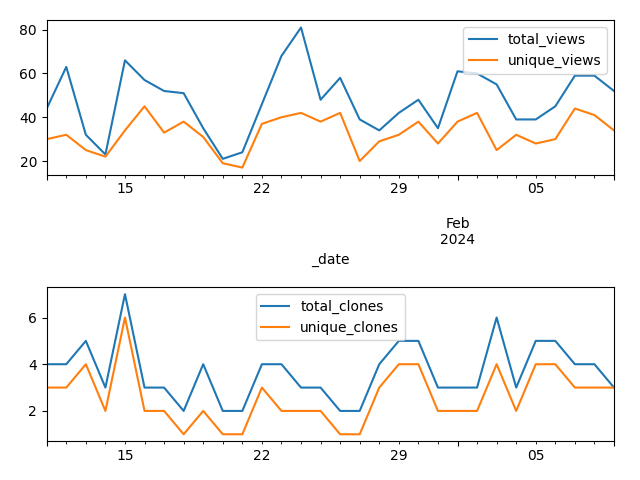 80
60
40
20
total_views
unique_views
15
22
29
05
Feb
2024
_date
6
4
2
total_clones
unique_clones
15
22
29
05